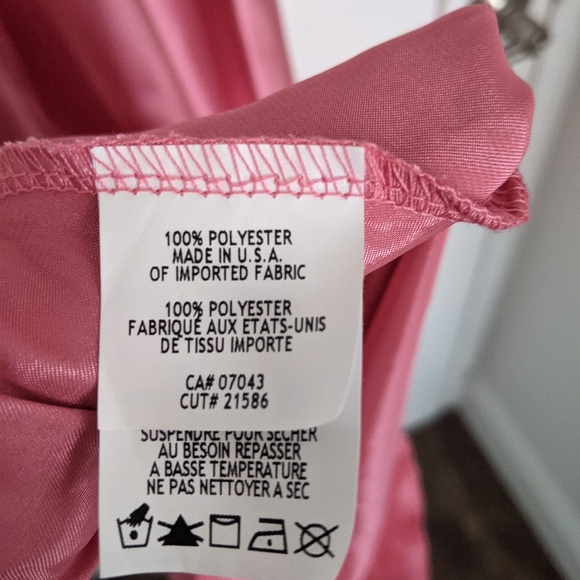 100% POLYESTER
MADE IN U.S.A.
OF IMPORTED FABRIC
100% POLYESTER
FABRIQUÉ AUX ETATS-UNIS
DE TISSU IMPORTE
CA# 07043
CUT# 21586
SUSPENDRE POUR SECHER
AU BESOIN REPASSER
A BASSE TEMPERATURE
NE PAS NETTOYER A SEC